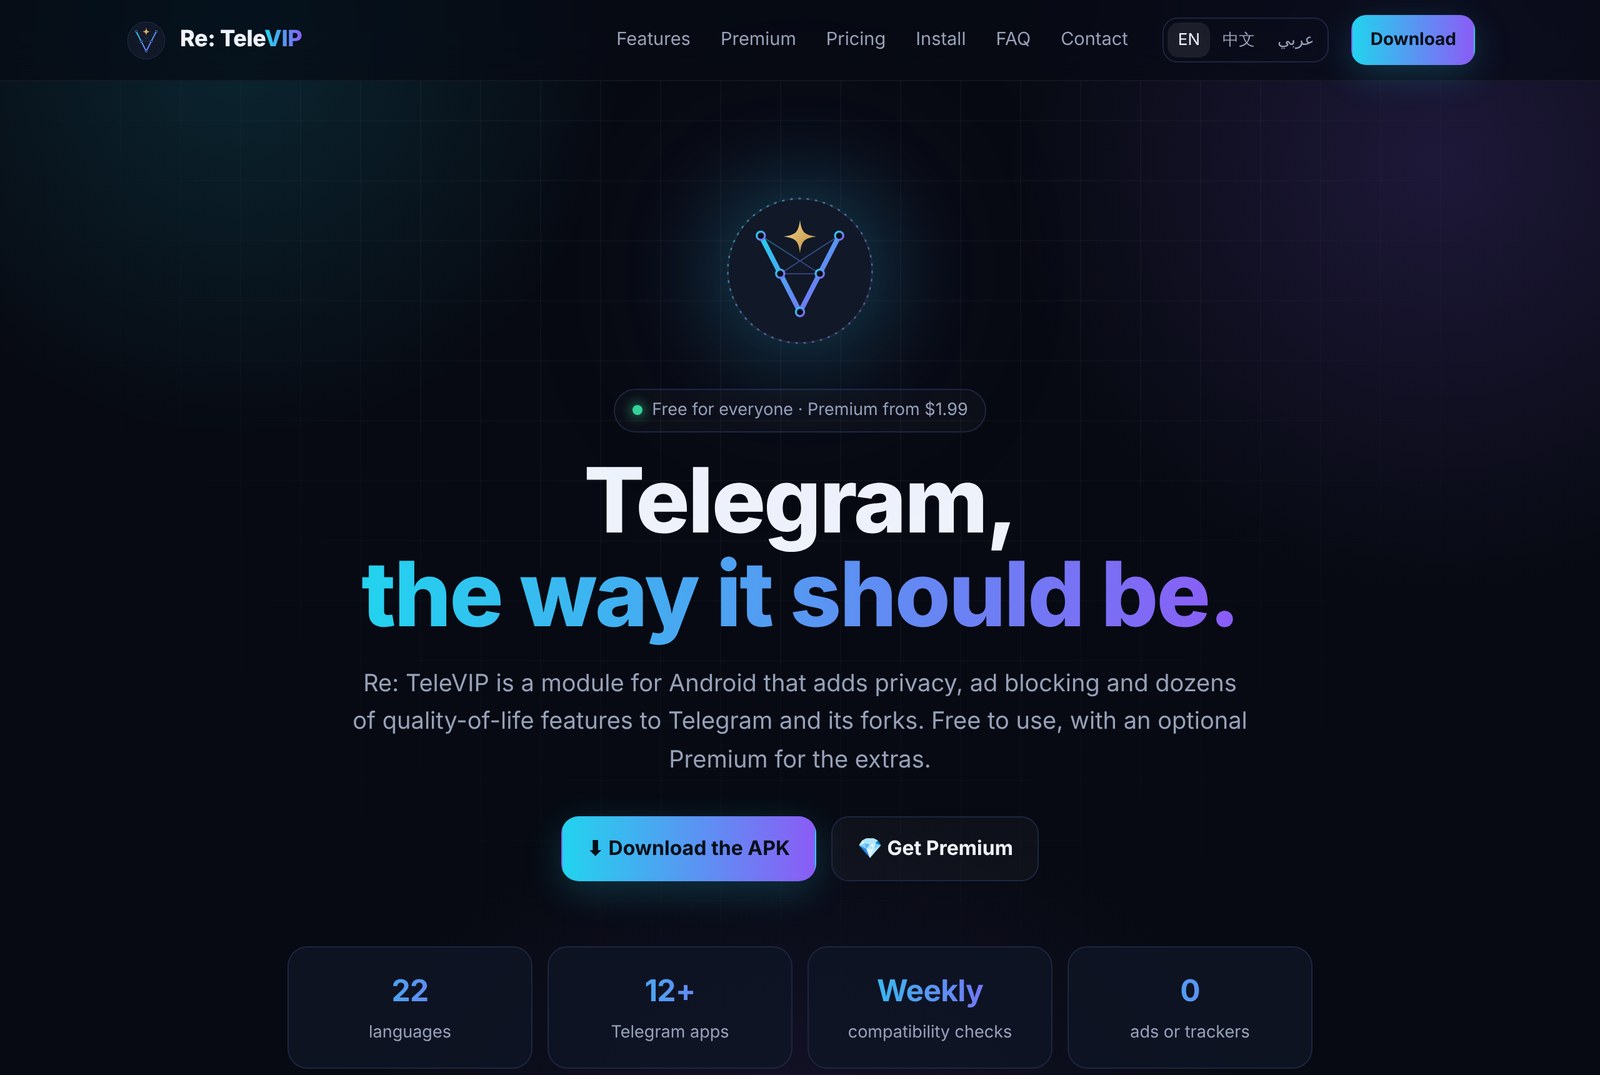 Re: TeleVIP
Features
Premium
Pricing
Install
FAQ
Contact
EN
中文
عربي
Download
Free for everyone · Premium from $1.99
Telegram,
the way it should be.
Re: TeleVIP is a module for Android that adds privacy, ad blocking and dozens
of quality-of-life features to Telegram and its forks. Free to use, with an optional
Premium for the extras.
⬇ Download the APK
💎 Get Premium
22
languages
12+
Telegram apps
Weekly
compatibility checks
0
ads or trackers